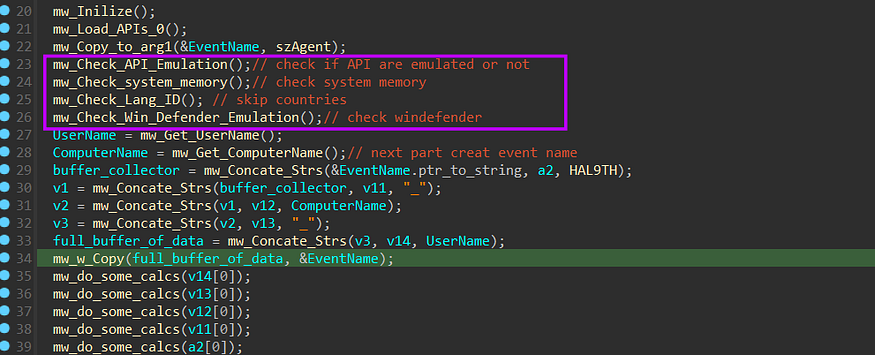 20 mw_Inilize();
21 mw_Load_APIs_0();
22 mw_Copy_to_arg1(&EventName, szAgent);
23 mw_Check_API_Emulation();// check if API are emulated or not
24 mw_Check_system_memory();// check system memory
25 mw_Check_Lang_ID(); // skip countries
26 mw_Check_Win_Defender_Emulation();// check windefender
27 UserName = mw_Get_UserName();
28 ComputerName = mw_Get_ComputerName();// next part creat event name
29 buffer_collector = mw_Concate_Strs(&EventName.ptr_to_string, a2, HAL9TH);
30 v1 = mw_Concate_Strs(buffer_collector, v11, "_");
31 v2 = mw_Concate_Strs(v1, v12, ComputerName);
32 v3 = mw_Concate_Strs(v2, v13, "_");
33 full_buffer_of_data = mw_Concate_Strs(v3, v14, UserName);
34 mw_w_Copy(full_buffer_of_data, &EventName);
35 mw_do_some_calcs(v14[0]);
36 mw_do_some_calcs(v13[0]);
37 mw_do_some_calcs(v12[0]);
38 mw_do_some_calcs(v11[0]);
39 mw_do_some_calcs(a2[0]);